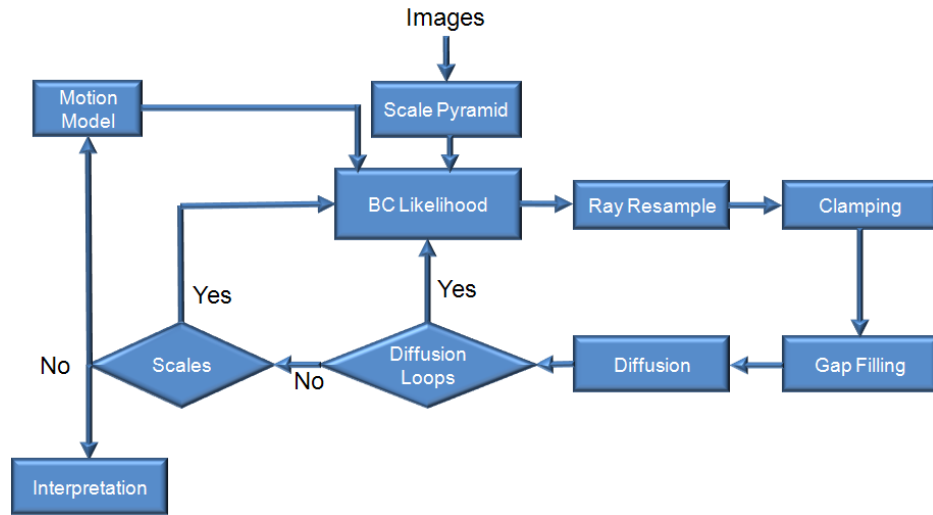 Images
Motion
Model
Scale Pyramid
BC Likelihood
Ray Resample
Clamping
Yes
Yes
No
Scales
No
Diffusion
Loops
Diffusion
Gap Filling
Interpretation